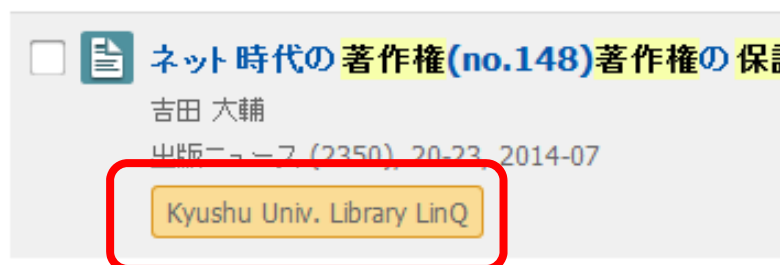 ネット時代の 著作権(no.148)著作権の 保
吉田 大輔
出版ニュース (2350), 20-23, 2014-07
Kyushu Univ. Library LinQ